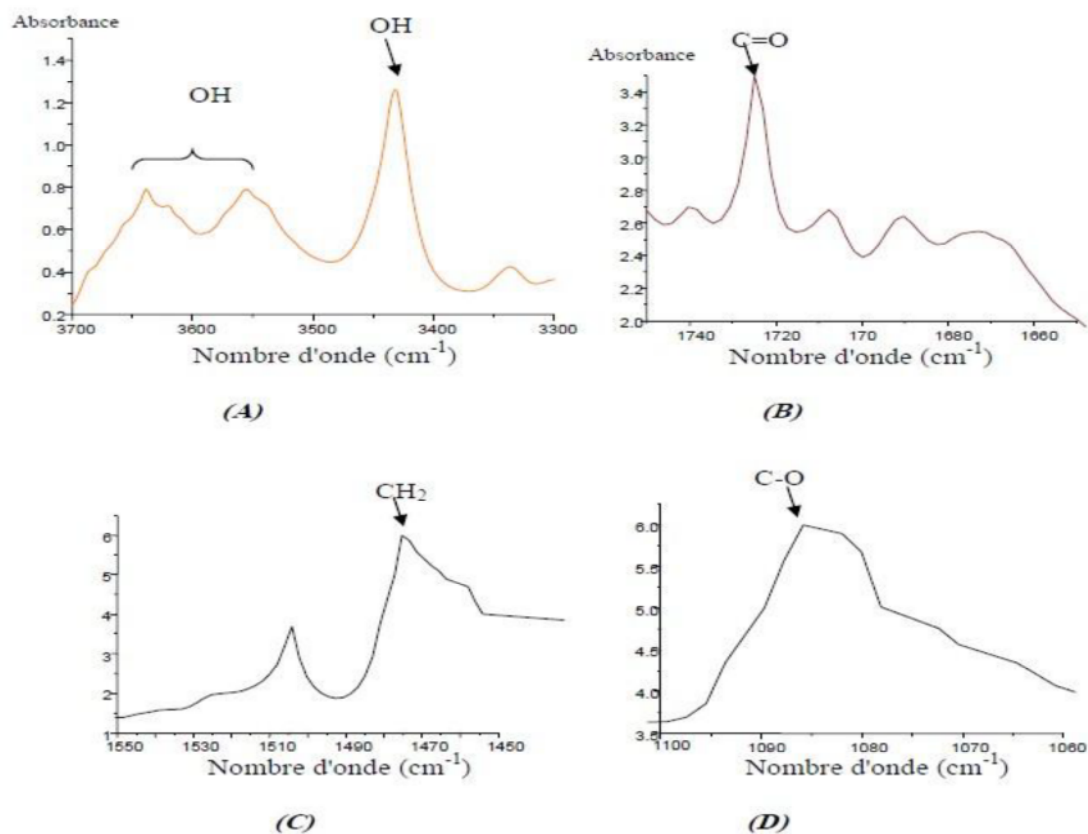 Absorbance
OH
OH
1.4
1.2
1.0
0.8
0.6
0.4
0.2
3700 3600 3500 3400 3300
Nombre d'onde (cm-1)
(A)
C=O
Absorbance
3.4
3.2
3.0
2.8
2.6
2.4
2.2
2.0
1740 1720 170 1680 1660
Nombre d'onde (cm-1)
(B)
CH2
6
5
4
3
2
1
1550 1530 1510 1490 1470 1450
Nombre d'onde (cm-1)
(C)
C-O
6.0
5.5
5.0
4.5
4.0
3.5
1100 1090 1080 1070 1060
Nombre d'onde (cm-1)
(D)